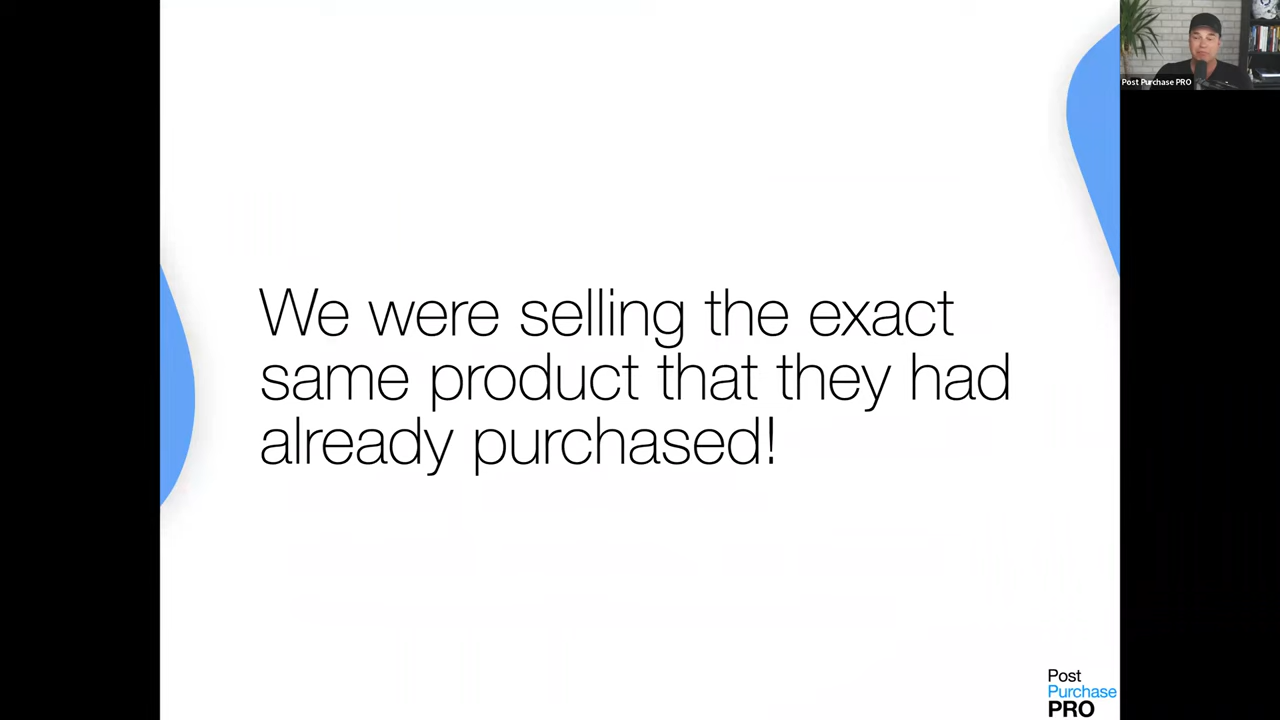 Post Purchase PRO
We were selling the exact
same product that they had
already purchased!
Post
Purchase
PRO